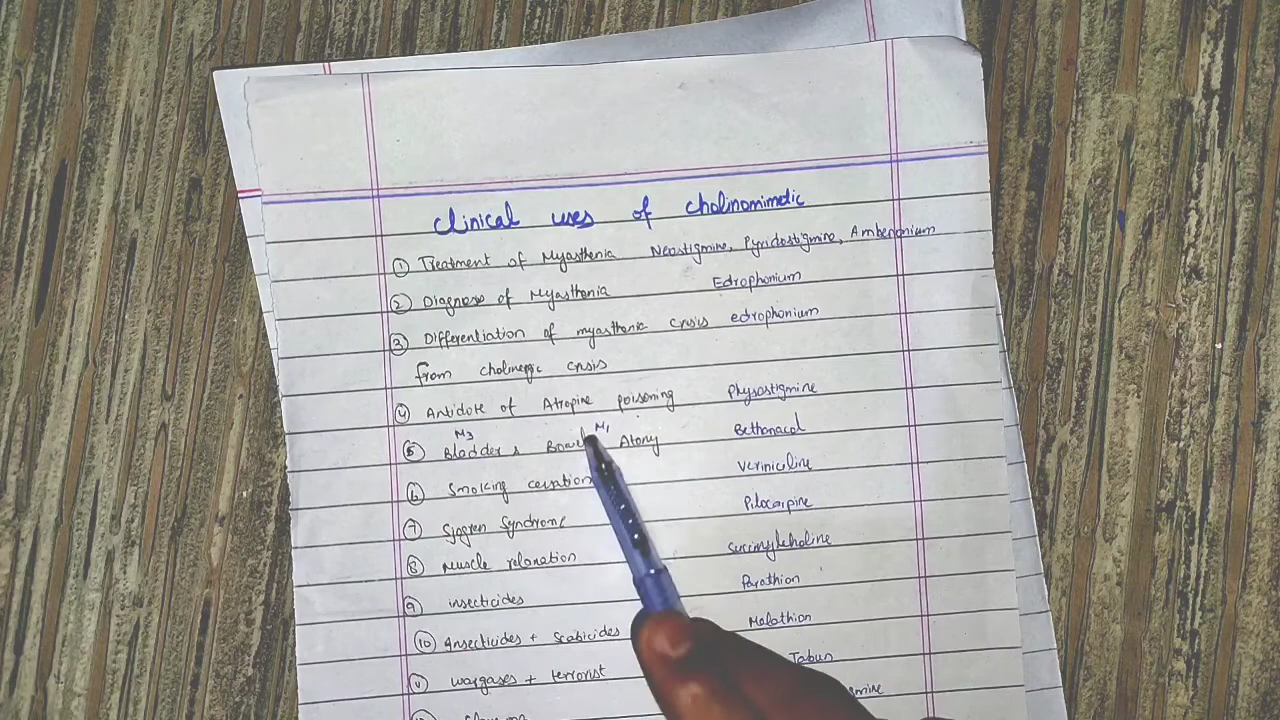 Clinical uses of cholinomimetic
① Treatment of Myasthenia Neostigmine, Pyridostigmine, Ambenonium
② Diagnose of Myasthenia Edrophonium
③ Differentiation of myasthenic crisis edrophonium
from cholinergic crisis
④ Antidote of Atropine poisoning Physostigmine
M3 M1
⑤ Bladder & Bowel Atony Bethanacol
⑥ Smoking cessation Veriniciline
⑦ Sjgren Syndrome Pilocarpine
⑧ Muscle relaxation Succinylcholine
⑨ insecticides Parathion
⑩ Insecticides + Scabicides Malathion
⑪ wargases + terrorist Tabun